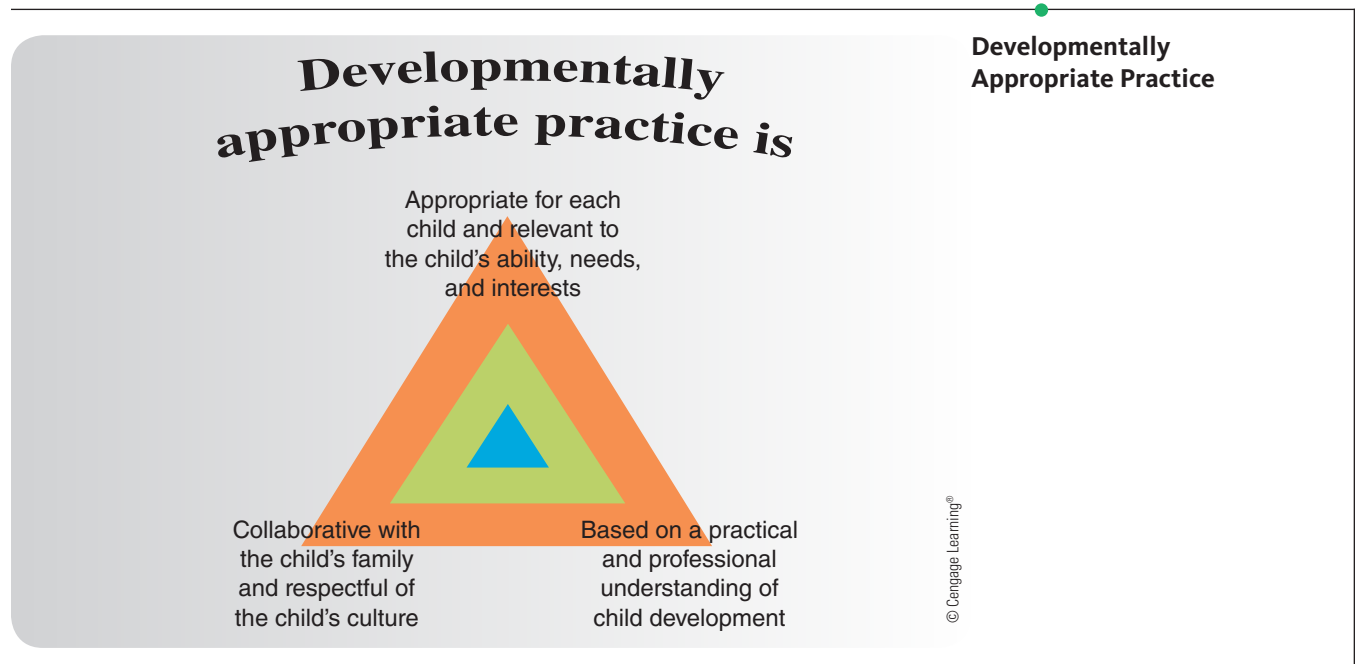 Developmentally
appropriate practice is
Appropriate for each
child and relevant to
the child's ability, needs,
and interests
Collaborative with
the child's family
and respectful of
the child's culture
Based on a practical
and professional
understanding of
child development
© Cengage Learning®
Developmentally
Appropriate Practice